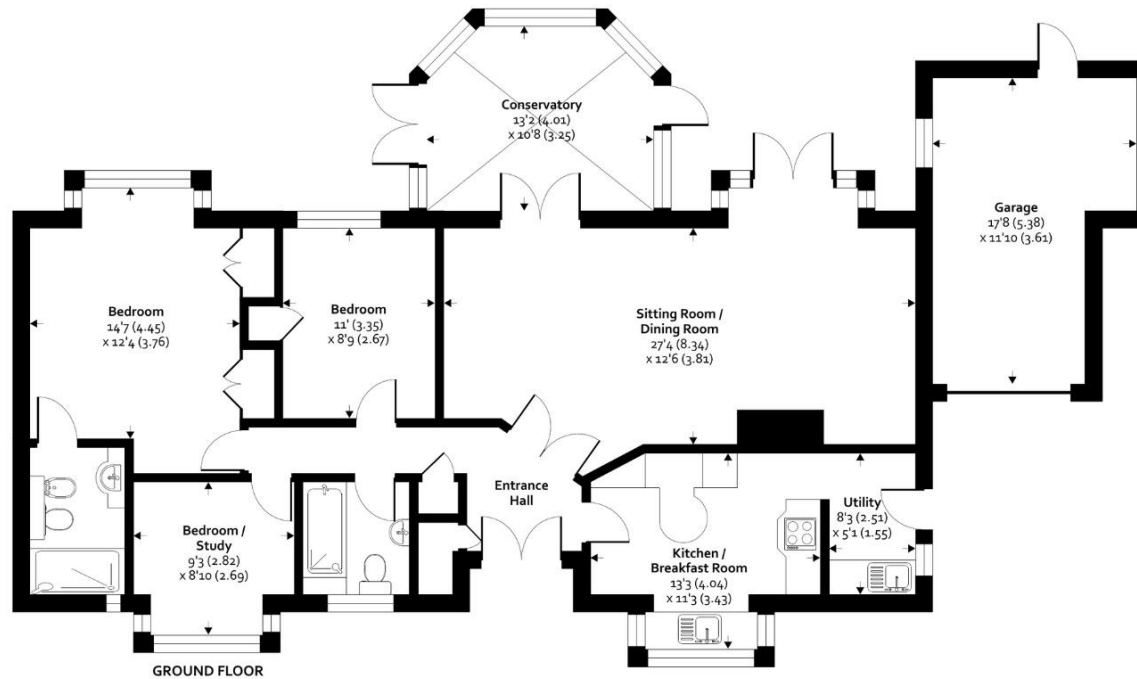 Conservatory
13'2 (4.01)
x 10'8 (3.25)
Garage
17'8 (5.38)
x 11'10 (3.61)
Bedroom
14'7 (4.45)
x 12'4 (3.76)
Bedroom
11' (3.35)
x 8'9 (2.67)
Sitting Room /
Dining Room
27'4 (8.34)
x 12'6 (3.81)
Entrance
Hall
Utility
8'3 (2.51)
x 5'1 (1.55)
Bedroom /
Study
9'3 (2.82)
x 8'10 (2.69)
Kitchen /
Breakfast Room
13'3 (4.04)
x 11'3 (3.43)
GROUND FLOOR